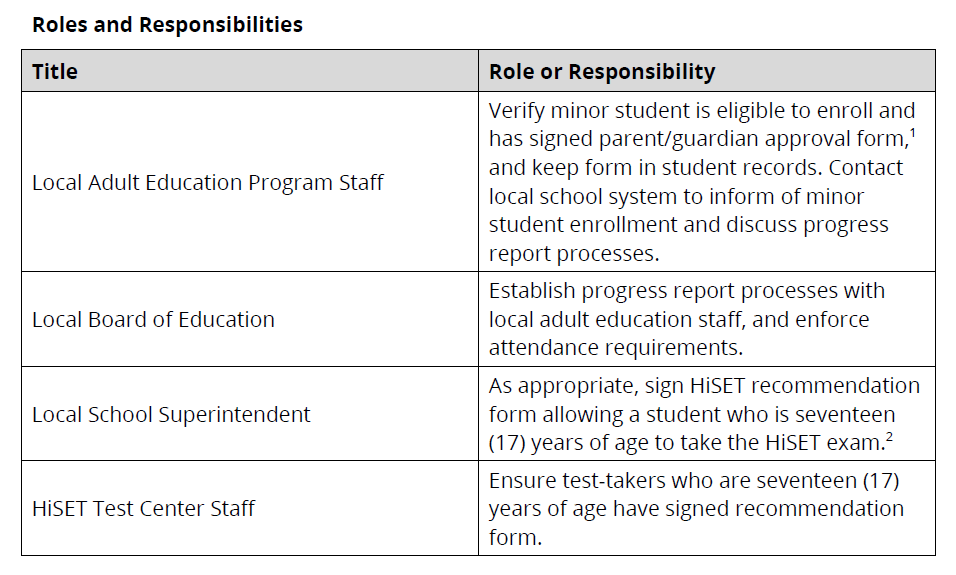 Roles and Responsibilities
Title
Role or Responsibility
Local Adult Education Program Staff
Verify minor student is eligible to enroll and
has signed parent/guardian approval form,¹
and keep form in student records. Contact
local school system to inform of minor
student enrollment and discuss progress
report processes.
Local Board of Education
Establish progress report processes with
local adult education staff, and enforce
attendance requirements.
Local School Superintendent
As appropriate, sign HiSET recommendation
form allowing a student who is seventeen
(17) years of age to take the HiSET exam.²
HiSET Test Center Staff
Ensure test-takers who are seventeen (17)
years of age have signed recommendation
form.